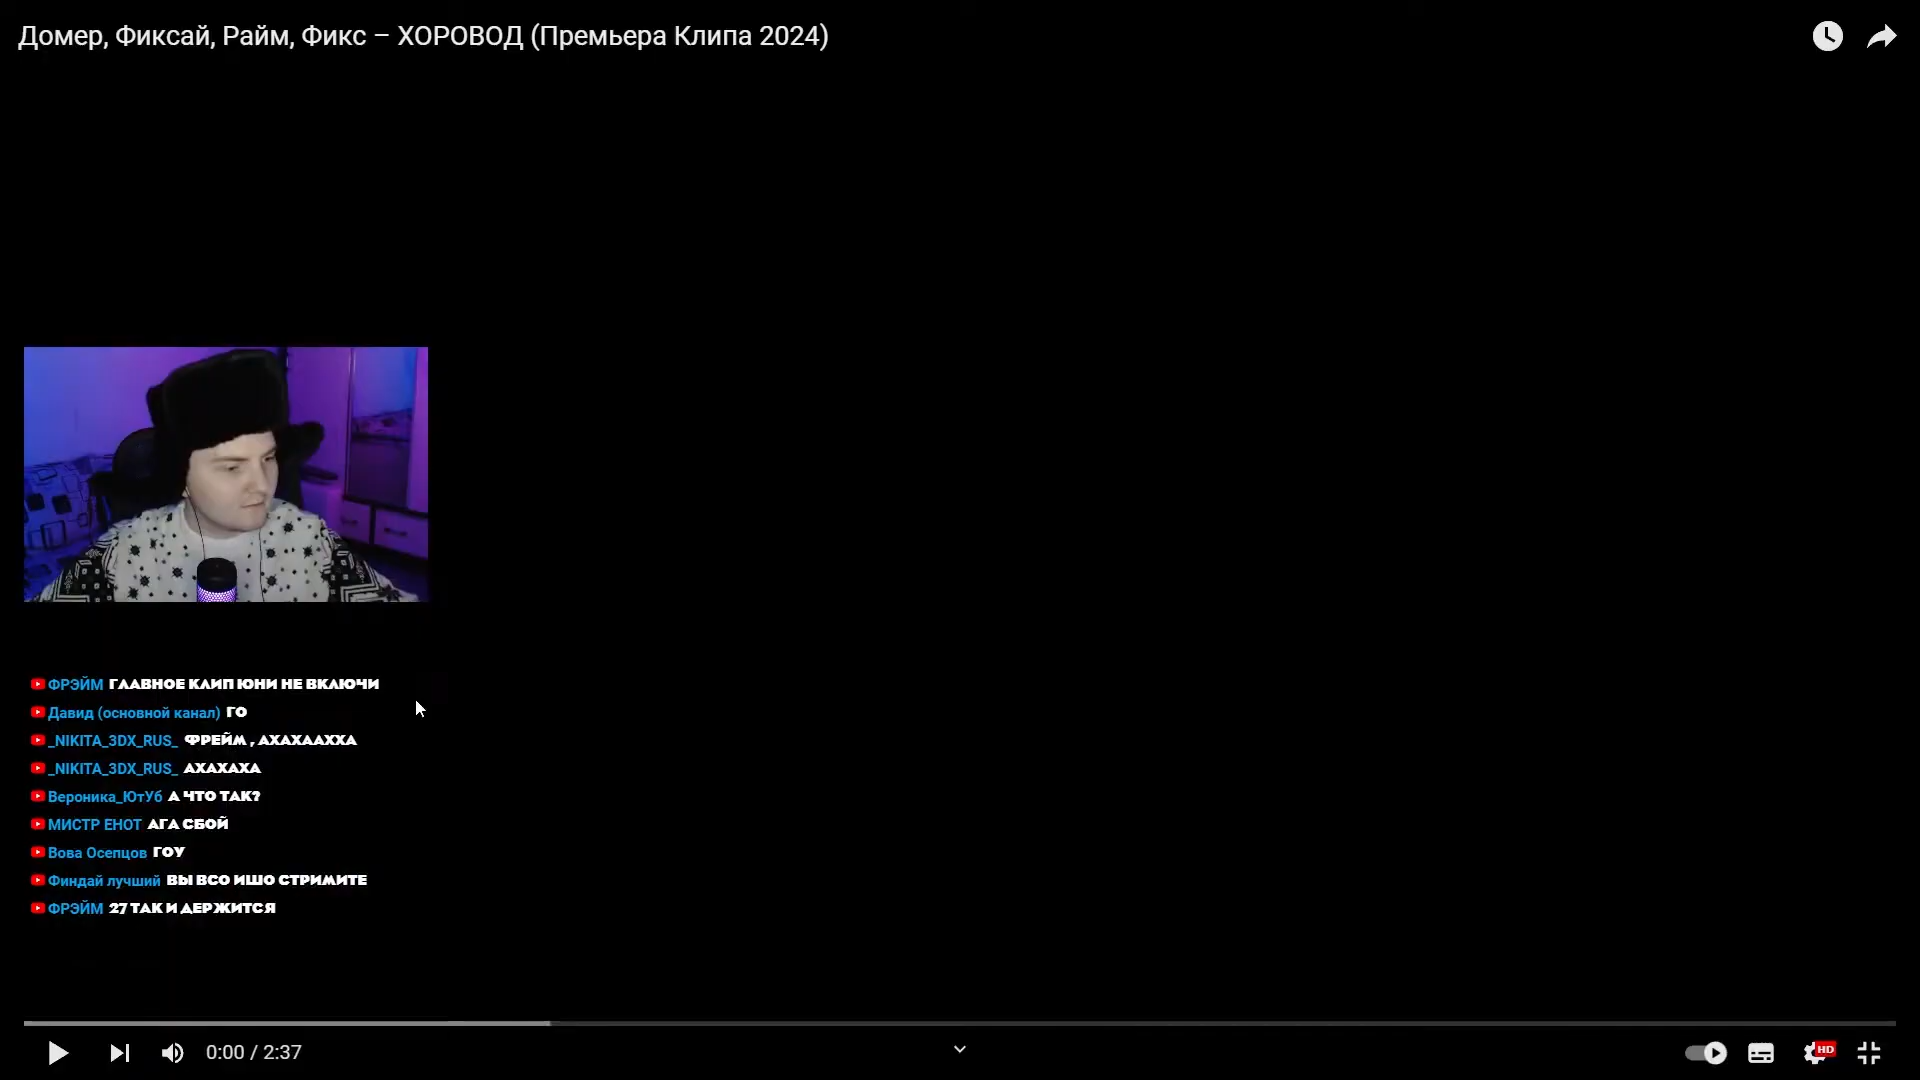 Домер, Фиксай, Райм, Фикс – ХОРОВОД (Премьера Клипа 2024)
ФРЭЙМ ГЛАВНОЕ КЛИП ЮНИ НЕ ВКЛЮЧИ
Давид (основной канал) ГО
_NIKITA_3DX_RUS_ ФРЕЙМ , АХАХААХХА
_NIKITA_3DX_RUS_ АХАХАХА
Вероника_ЮтУб А ЧТО ТАК?
МИСТР ЕНОТ АГА СБОЙ
Вова Осепцов ГОУ
Финдай лучший ВЫ ВСО ИШО СТРИМИТЕ
ФРЭЙМ 27 ТАК И ДЕРЖИТСЯ
0:00 / 2:37
HD